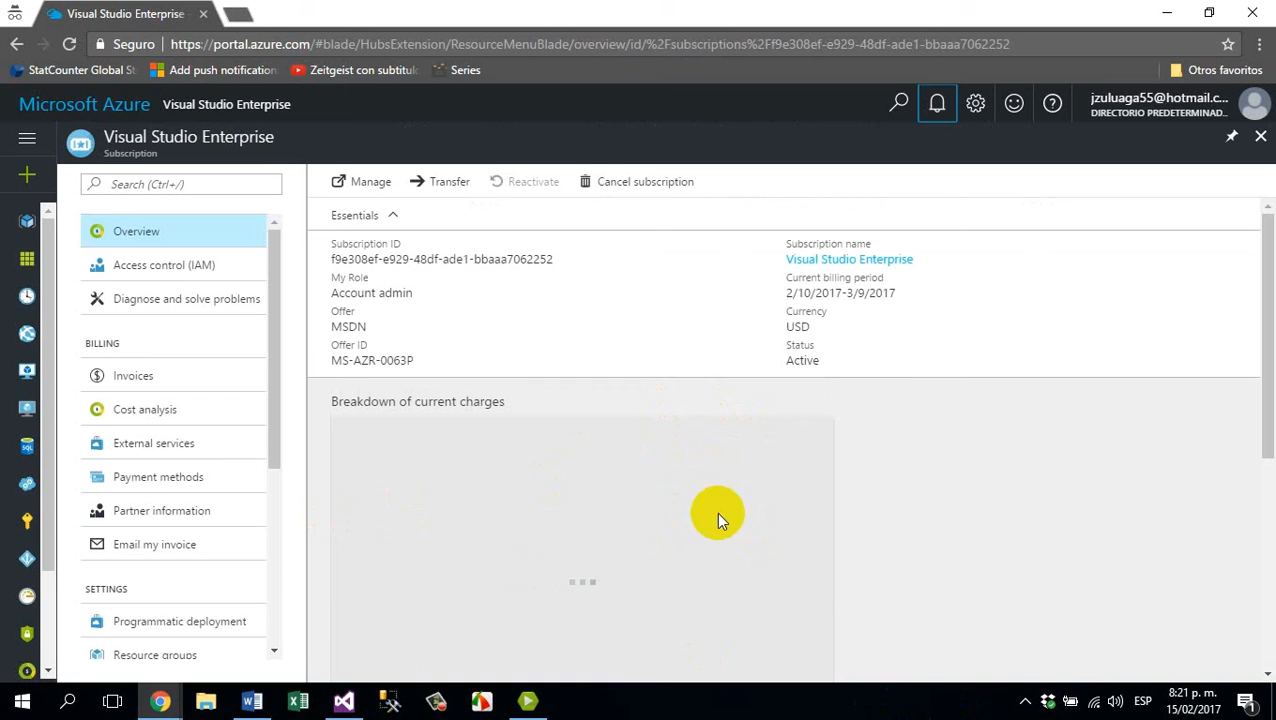 Visual Studio Enterprise
Seguro https://portal.azure.com/#blade/HubsExtension/ResourceMenuBlade/overview/id/%2Fsubscriptions%2Ff9e308ef-e929-48df-ade1-bbaaa7062252
StatCounter Global St Add push notification Zeitgeist con subtitul Series Otros favoritos
Microsoft Azure Visual Studio Enterprise jzuluaga55@hotmail.c...
DIRECTORIO PREDETERMINAD...
Visual Studio Enterprise
Subscription
Search (Ctrl+/)
Manage Transfer Reactivate Cancel subscription
Essentials
Overview
Access control (IAM)
Diagnose and solve problems
BILLING
Invoices
Cost analysis
External services
Payment methods
Partner information
Email my invoice
SETTINGS
Programmatic deployment
Resource groups
Subscription ID
f9e308ef-e929-48df-ade1-bbaaa7062252
My Role
Account admin
Offer
MSDN
Offer ID
MS-AZR-0063P
Subscription name
Visual Studio Enterprise
Current billing period
2/10/2017-3/9/2017
Currency
USD
Status
Active
Breakdown of current charges
SQL
ESP
8:21 p. m.
15/02/2017
1